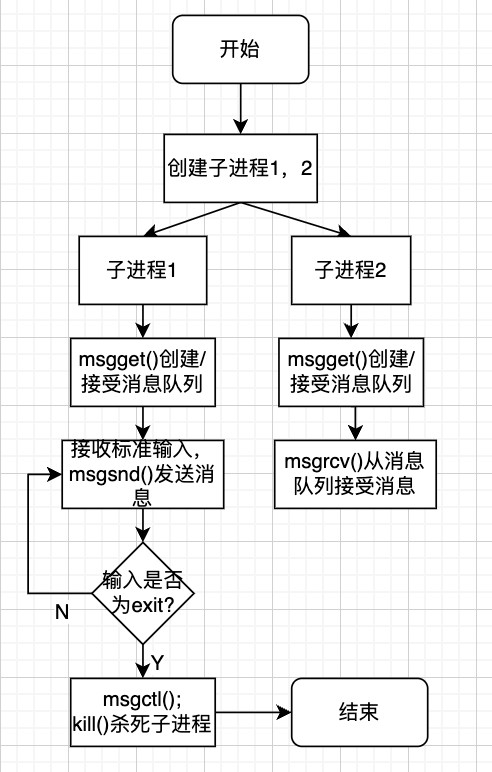 开始
创建子进程1，2
子进程1
子进程2
msgget()创建/
接受消息队列
msgget()创建/
接受消息队列
接收标准输入，
msgsnd()发送消
息
msgrcv()从消息
队列接受消息
输入是否
为exit?
N
Y
msgctl();
kill()杀死子进程
结束